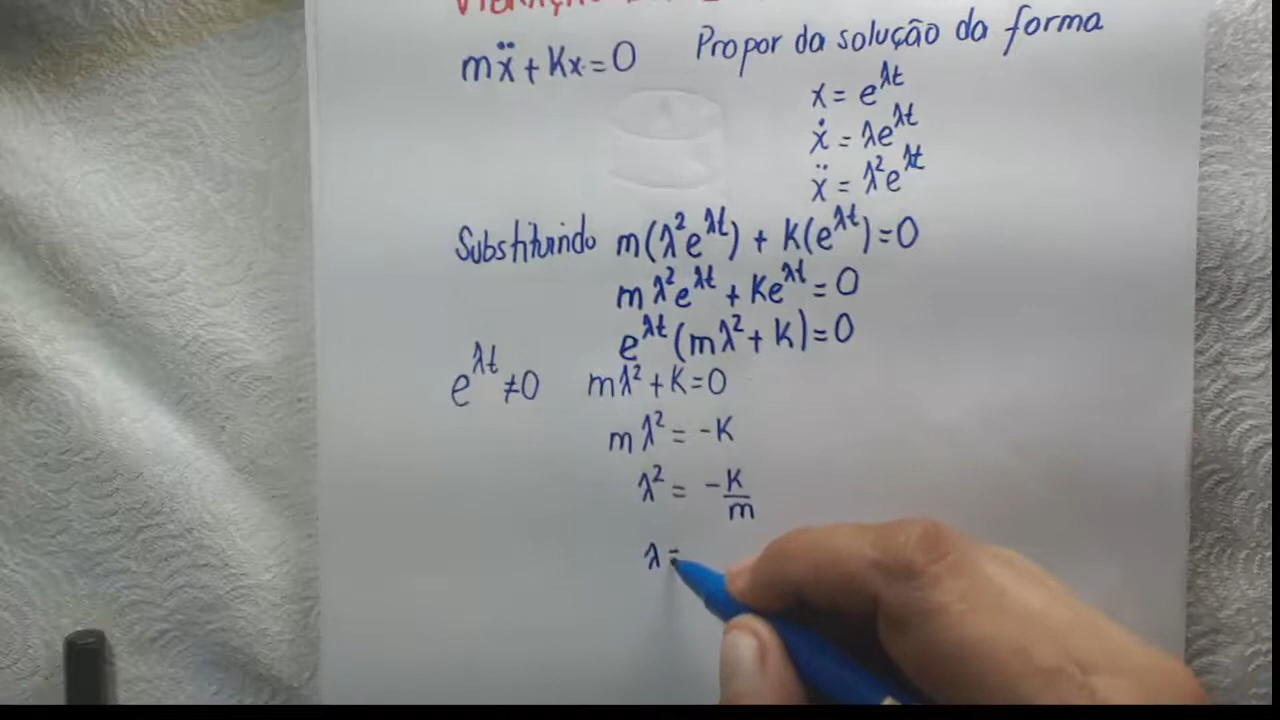 mẍ + Kx = 0 Propor da solução da forma
x = e^λt
ẋ = λe^λt
ẍ = λ²e^λt
Substituindo m(λ²e^λt) + K(e^λt) = 0
mλ²e^λt + Ke^λt = 0
e^λt(mλ² + K) = 0
e^λt ≠ 0 mλ² + K = 0
mλ² = -K
λ² = -K/m
λ =